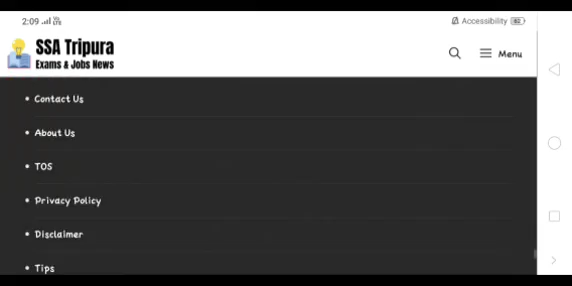 2:09
Accessibility
SSA Tripura
Exams & Jobs News
Menu
Contact Us
About Us
TOS
Privacy Policy
Disclaimer
Tips